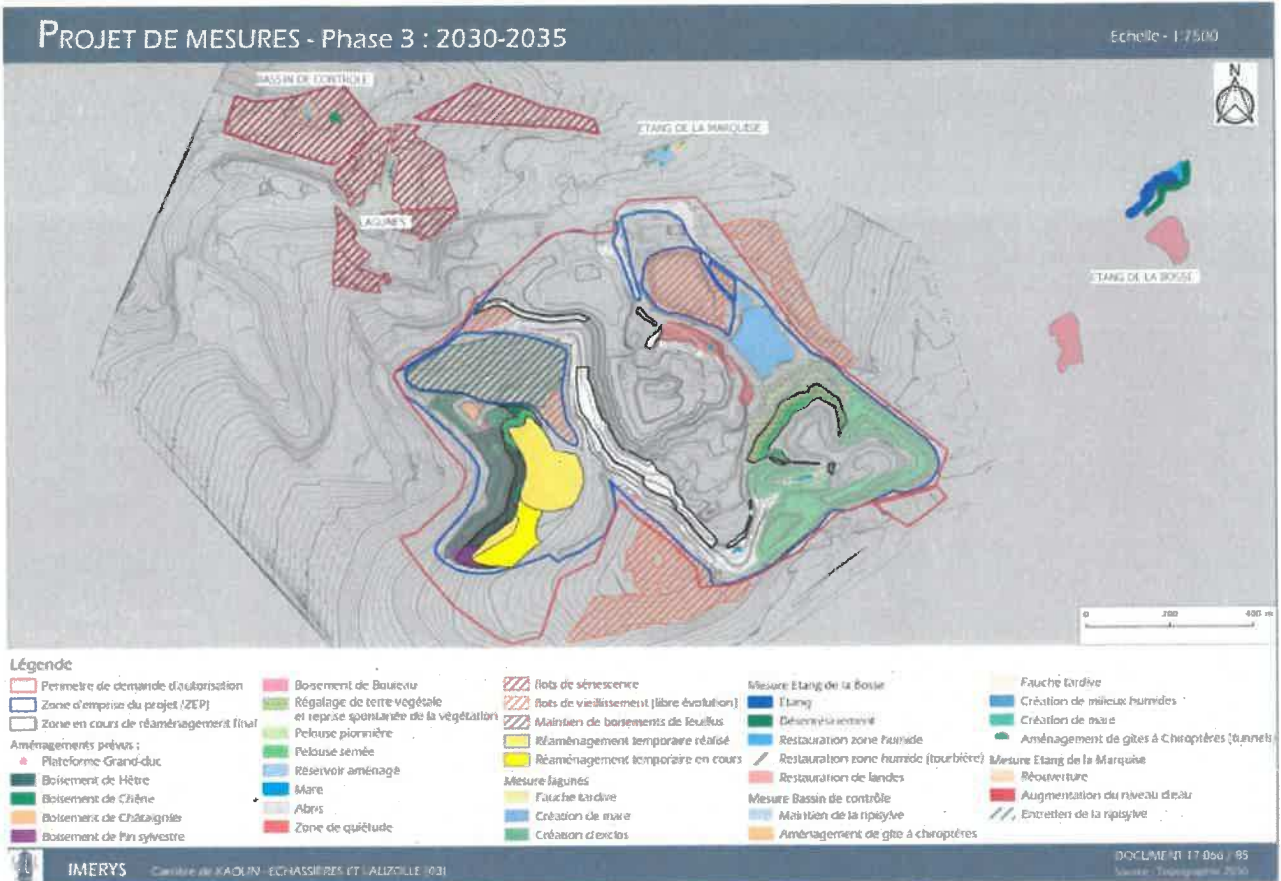 PROJET DE MESURES - Phase 3 : 2030-2035
Echelle - 1:7500
BASSIN DE CONTROLE
N
ETANG DE LA MARQUISE
LAGUNES
ETANG DE LA BOSSE
0 200 400 m
Légende
Perimetre de demande d'autorisation
Zone d'emprise du projet (ZEP)
Zone en cours de réaménagement final
Aménagements prévus :
Plateforme Grand-duc
Boisement de Hêtre
Boisement de Chêne
Boisement de Châtaignier
Boisement de Pin sylvestre
Boisement de Bouleau
Régalage de terre végétale
et reprise spontanée de la végétation
Pelouse pionnière
Pelouse semée
Réservoir aménagé
Mare
Abris
Zone de quiétude
Ilots de sénescence
Ilots de vieillissement (libre évolution)
Maintien de boisements de feuillus
Réaménagement temporaire réalisé
Réaménagement temporaire en cours
Mesure lagunes
Fauche tardive
Création de mare
Création d'exclos
Mesure Etang de la Bosse
Etang
Désenrésinement
Restauration zone humide
Restauration zone humide (tourbière)
Restauration de landes
Mesure Bassin de contrôle
Maintien de la ripisylve
Aménagement de gîte à chiroptères
Fauche tardive
Création de milieux humides
Création de mare
Aménagement de gîtes à Chiroptères (tunnels)
Mesure Etang de la Marquise
Réouverture
Augmentation du niveau d'eau
Entretien de la ripisylve
IMERYS
Carrière de KAOLIN - ECHASSIERES ET LALIZOLLE (03)
DOCUMENT 17.066 / 85